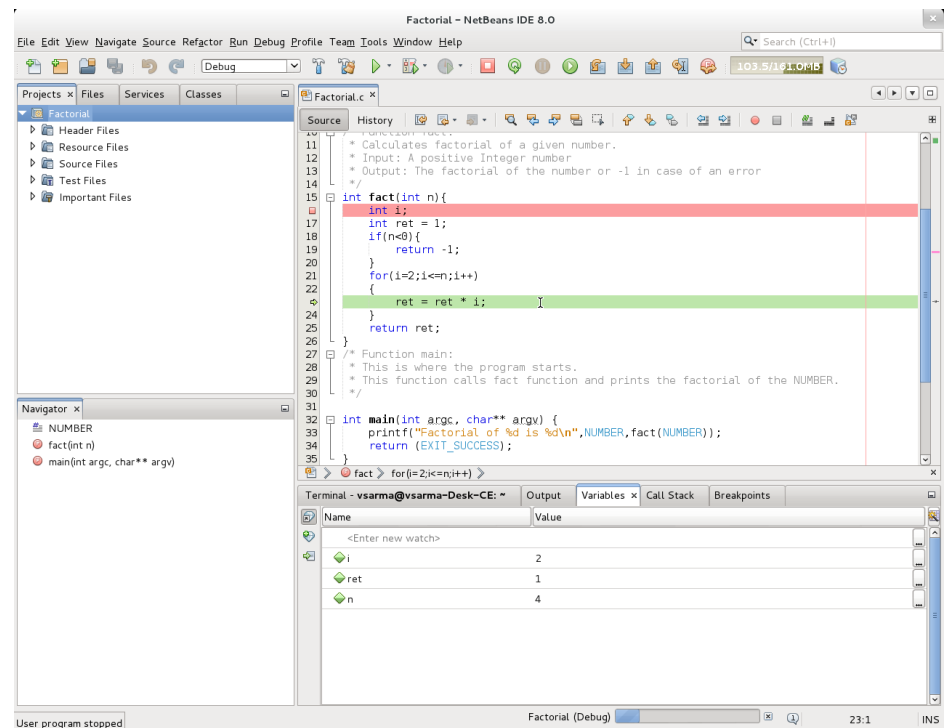 Factorial - NetBeans IDE 8.0
File Edit View Navigate Source Refactor Run Debug Profile Team Tools Window Help
Search (Ctrl+I)
Debug
103.5/161.0MB
Projects Files Services Classes
Factorial
Header Files
Resource Files
Source Files
Test Files
Important Files
Navigator
NUMBER
fact(int n)
main(int argc, char** argv)
Factorial.c
Source History
10 /* Function fact:
11 * Calculates factorial of a given number.
12 * Input: A positive Integer number
13 * Output: The factorial of the number or -1 in case of an error
14 */
15 int fact(int n){
int i;
17 int ret = 1;
18 if(n<0){
19 return -1;
20 }
21 for(i=2;i<=n;i++)
22 {
ret = ret * i;
24 }
25 return ret;
26 }
27 /* Function main:
28 * This is where the program starts.
29 * This function calls fact function and prints the factorial of the NUMBER.
30 */
31
32 int main(int argc, char** argv) {
33 printf("Factorial of %d is %d\n",NUMBER,fact(NUMBER));
34 return (EXIT_SUCCESS);
35 }
fact for(i=2;i<=n;i++)
Terminal - vsarma@vsarma-Desk-CE: ~ Output Variables Call Stack Breakpoints
Name Value
<Enter new watch>
i 2
ret 1
n 4
User program stopped
Factorial (Debug)
23:1
INS